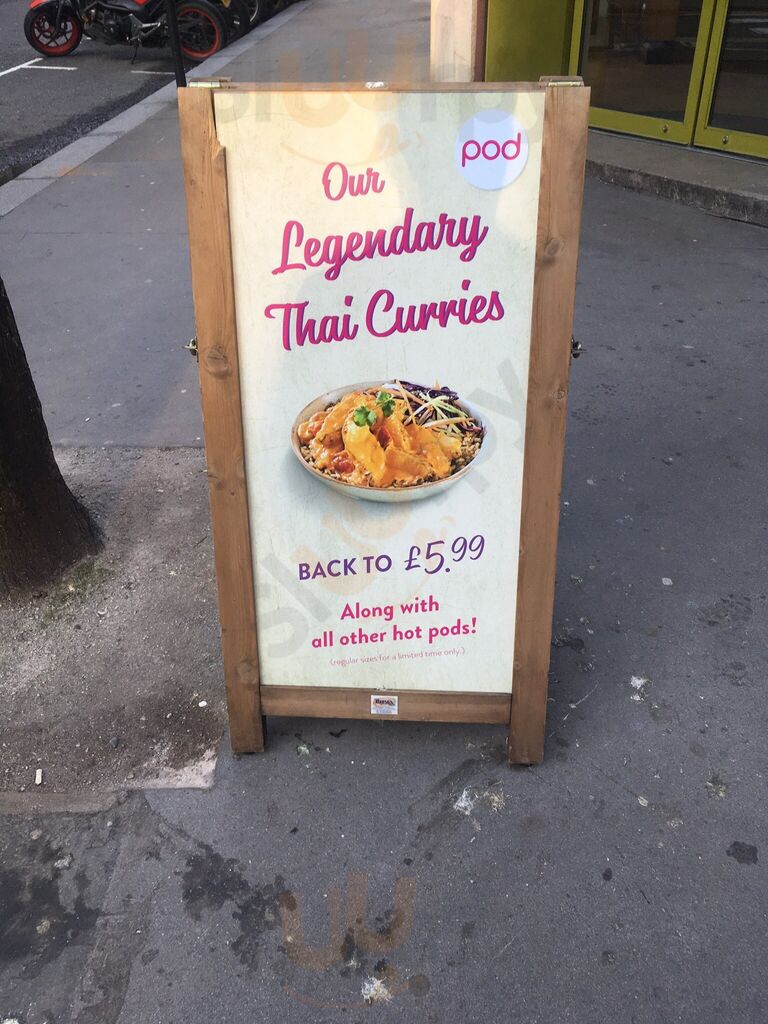 pod
Our
Legendary
Thai Curries
BACK TO £5.99
Along with
all other hot pods!
(regular sizes for a limited time only.)